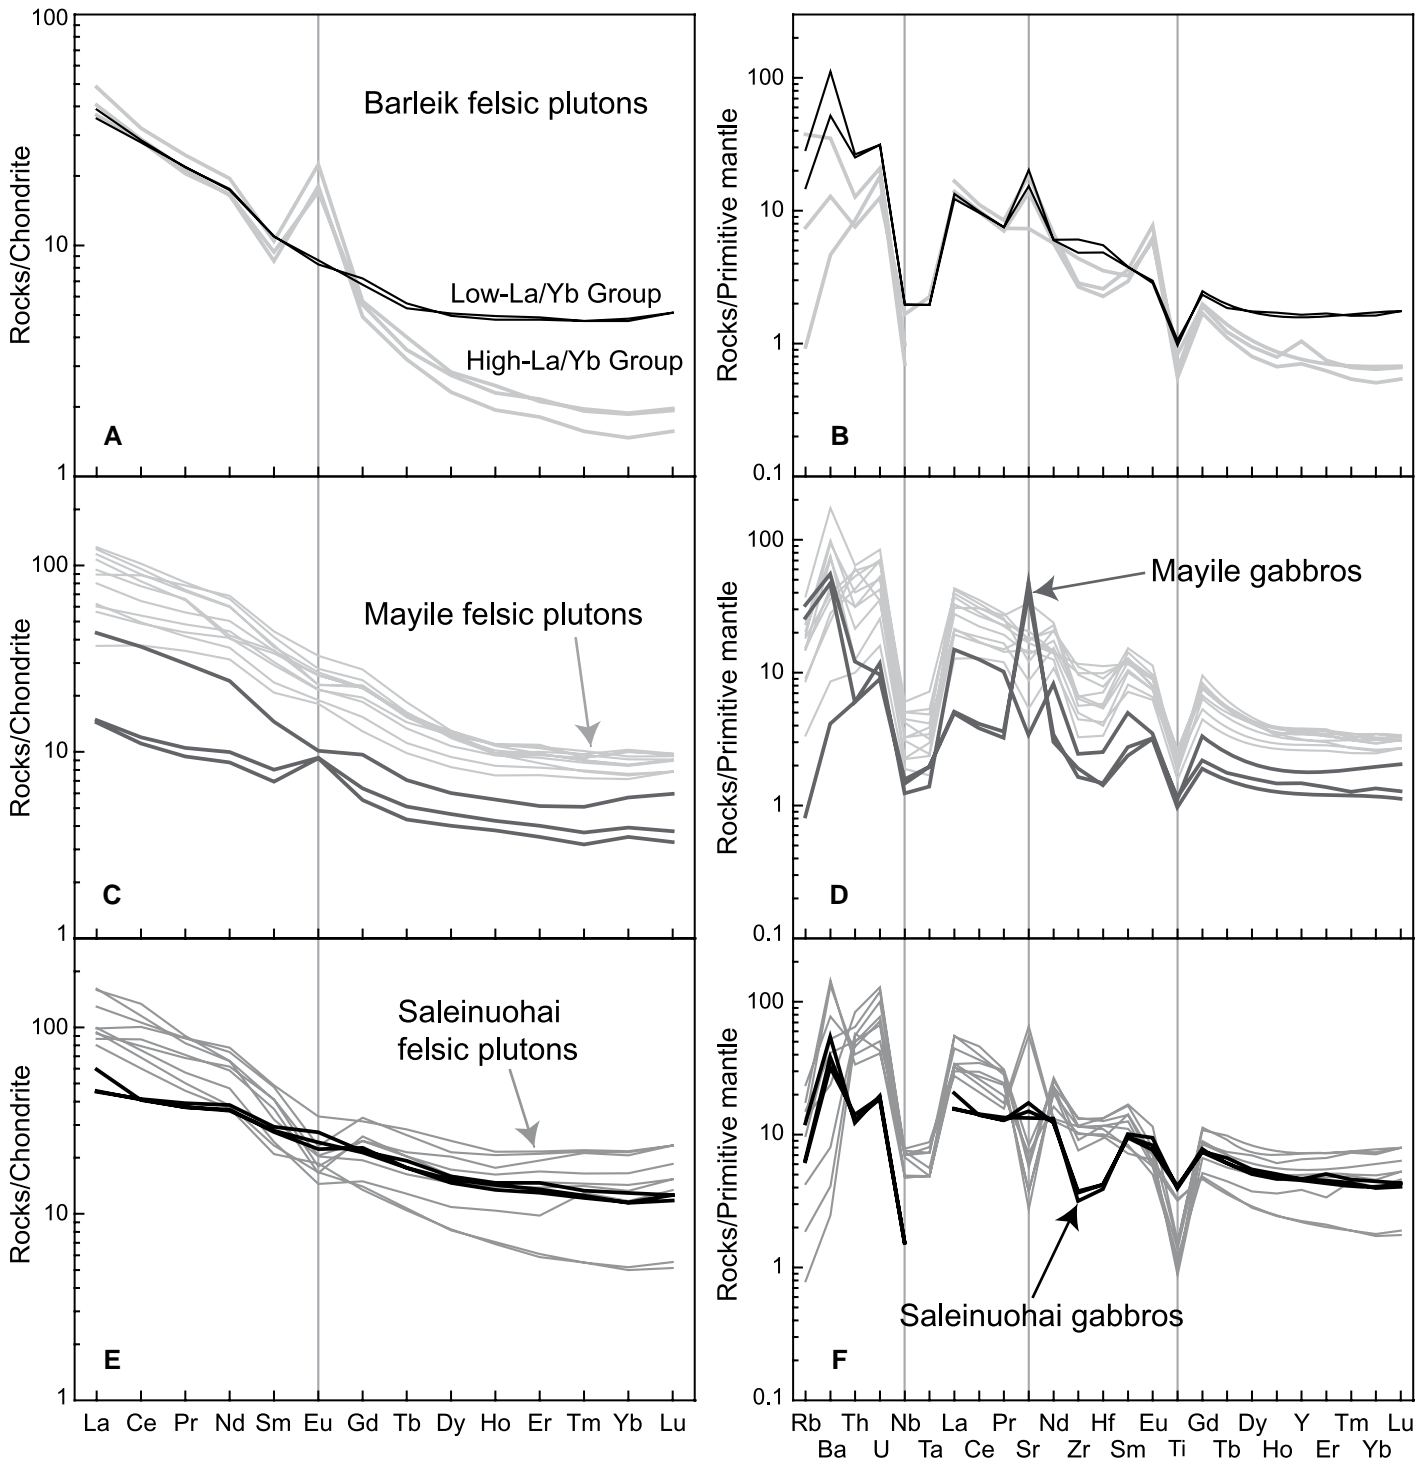 Rocks/Chondrite
100
10
1
Barleik felsic plutons
Low-La/Yb Group
High-La/Yb Group
A
Rocks/Primitive mantle
100
10
1
0.1
B
Rocks/Chondrite
100
10
1
Mayile felsic plutons
C
Rocks/Primitive mantle
100
10
1
0.1
Mayile gabbros
D
Rocks/Chondrite
100
10
1
Saleinuohai
felsic plutons
E
La Ce Pr Nd Sm Eu Gd Tb Dy Ho Er Tm Yb Lu
Rocks/Primitive mantle
100
10
1
0.1
Saleinuohai gabbros
F
Rb Th Nb La Pr Nd Hf Eu Gd Dy Y Tm Lu
Ba U Ta Ce Sr Zr Sm Ti Tb Ho Er Yb